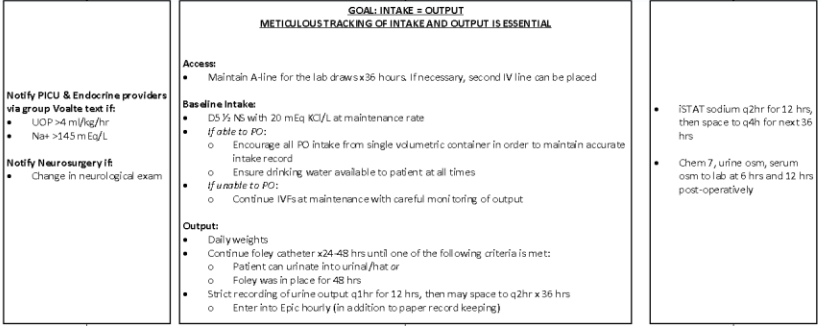 Notify PICU & Endocrine providers
via group Voalte text if:
• UOP >4 ml/kg/hr
• Na+ >145 mEq/L
Notify Neurosurgery if:
• Change in neurological exam
GOAL: INTAKE = OUTPUT
METICULOUS TRACKING OF INTAKE AND OUTPUT IS ESSENTIAL
Access:
• Maintain A-line for the lab draws x36 hours. If necessary, second IV line can be placed
Baseline Intake:
• D5 ½ NS with 20 mEq KCl/L at maintenance rate
• If able to PO:
o Encourage all PO intake from single volumetric container in order to maintain accurate
intake record
o Ensure drinking water available to patient at all times
• If unable to PO:
o Continue IVFs at maintenance with careful monitoring of output
Output:
• Daily weights
• Continue foley catheter x24-48 hrs until one of the following criteria is met:
o Patient can urinate into urinal/hat or
o Foley was in place for 48 hrs
• Strict recording of urine output q1hr for 12 hrs, then may space to q2hr x 36 hrs
o Enter into Epic hourly (in addition to paper record keeping)
• iSTAT sodium q2hr for 12 hrs,
then space to q4h for next 36
hrs
• Chem 7, urine osm, serum
osm to lab at 6 hrs and 12 hrs
post-operatively